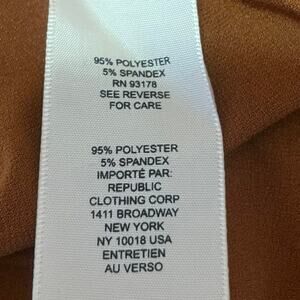 95% POLYESTER
5% SPANDEX
RN 93178
SEE REVERSE
FOR CARE
95% POLYESTER
5% SPANDEX
IMPORTÉ PAR:
REPUBLIC
CLOTHING CORP
1411 BROADWAY
NEW YORK
NY 10018 USA
ENTRETIEN
AU VERSO